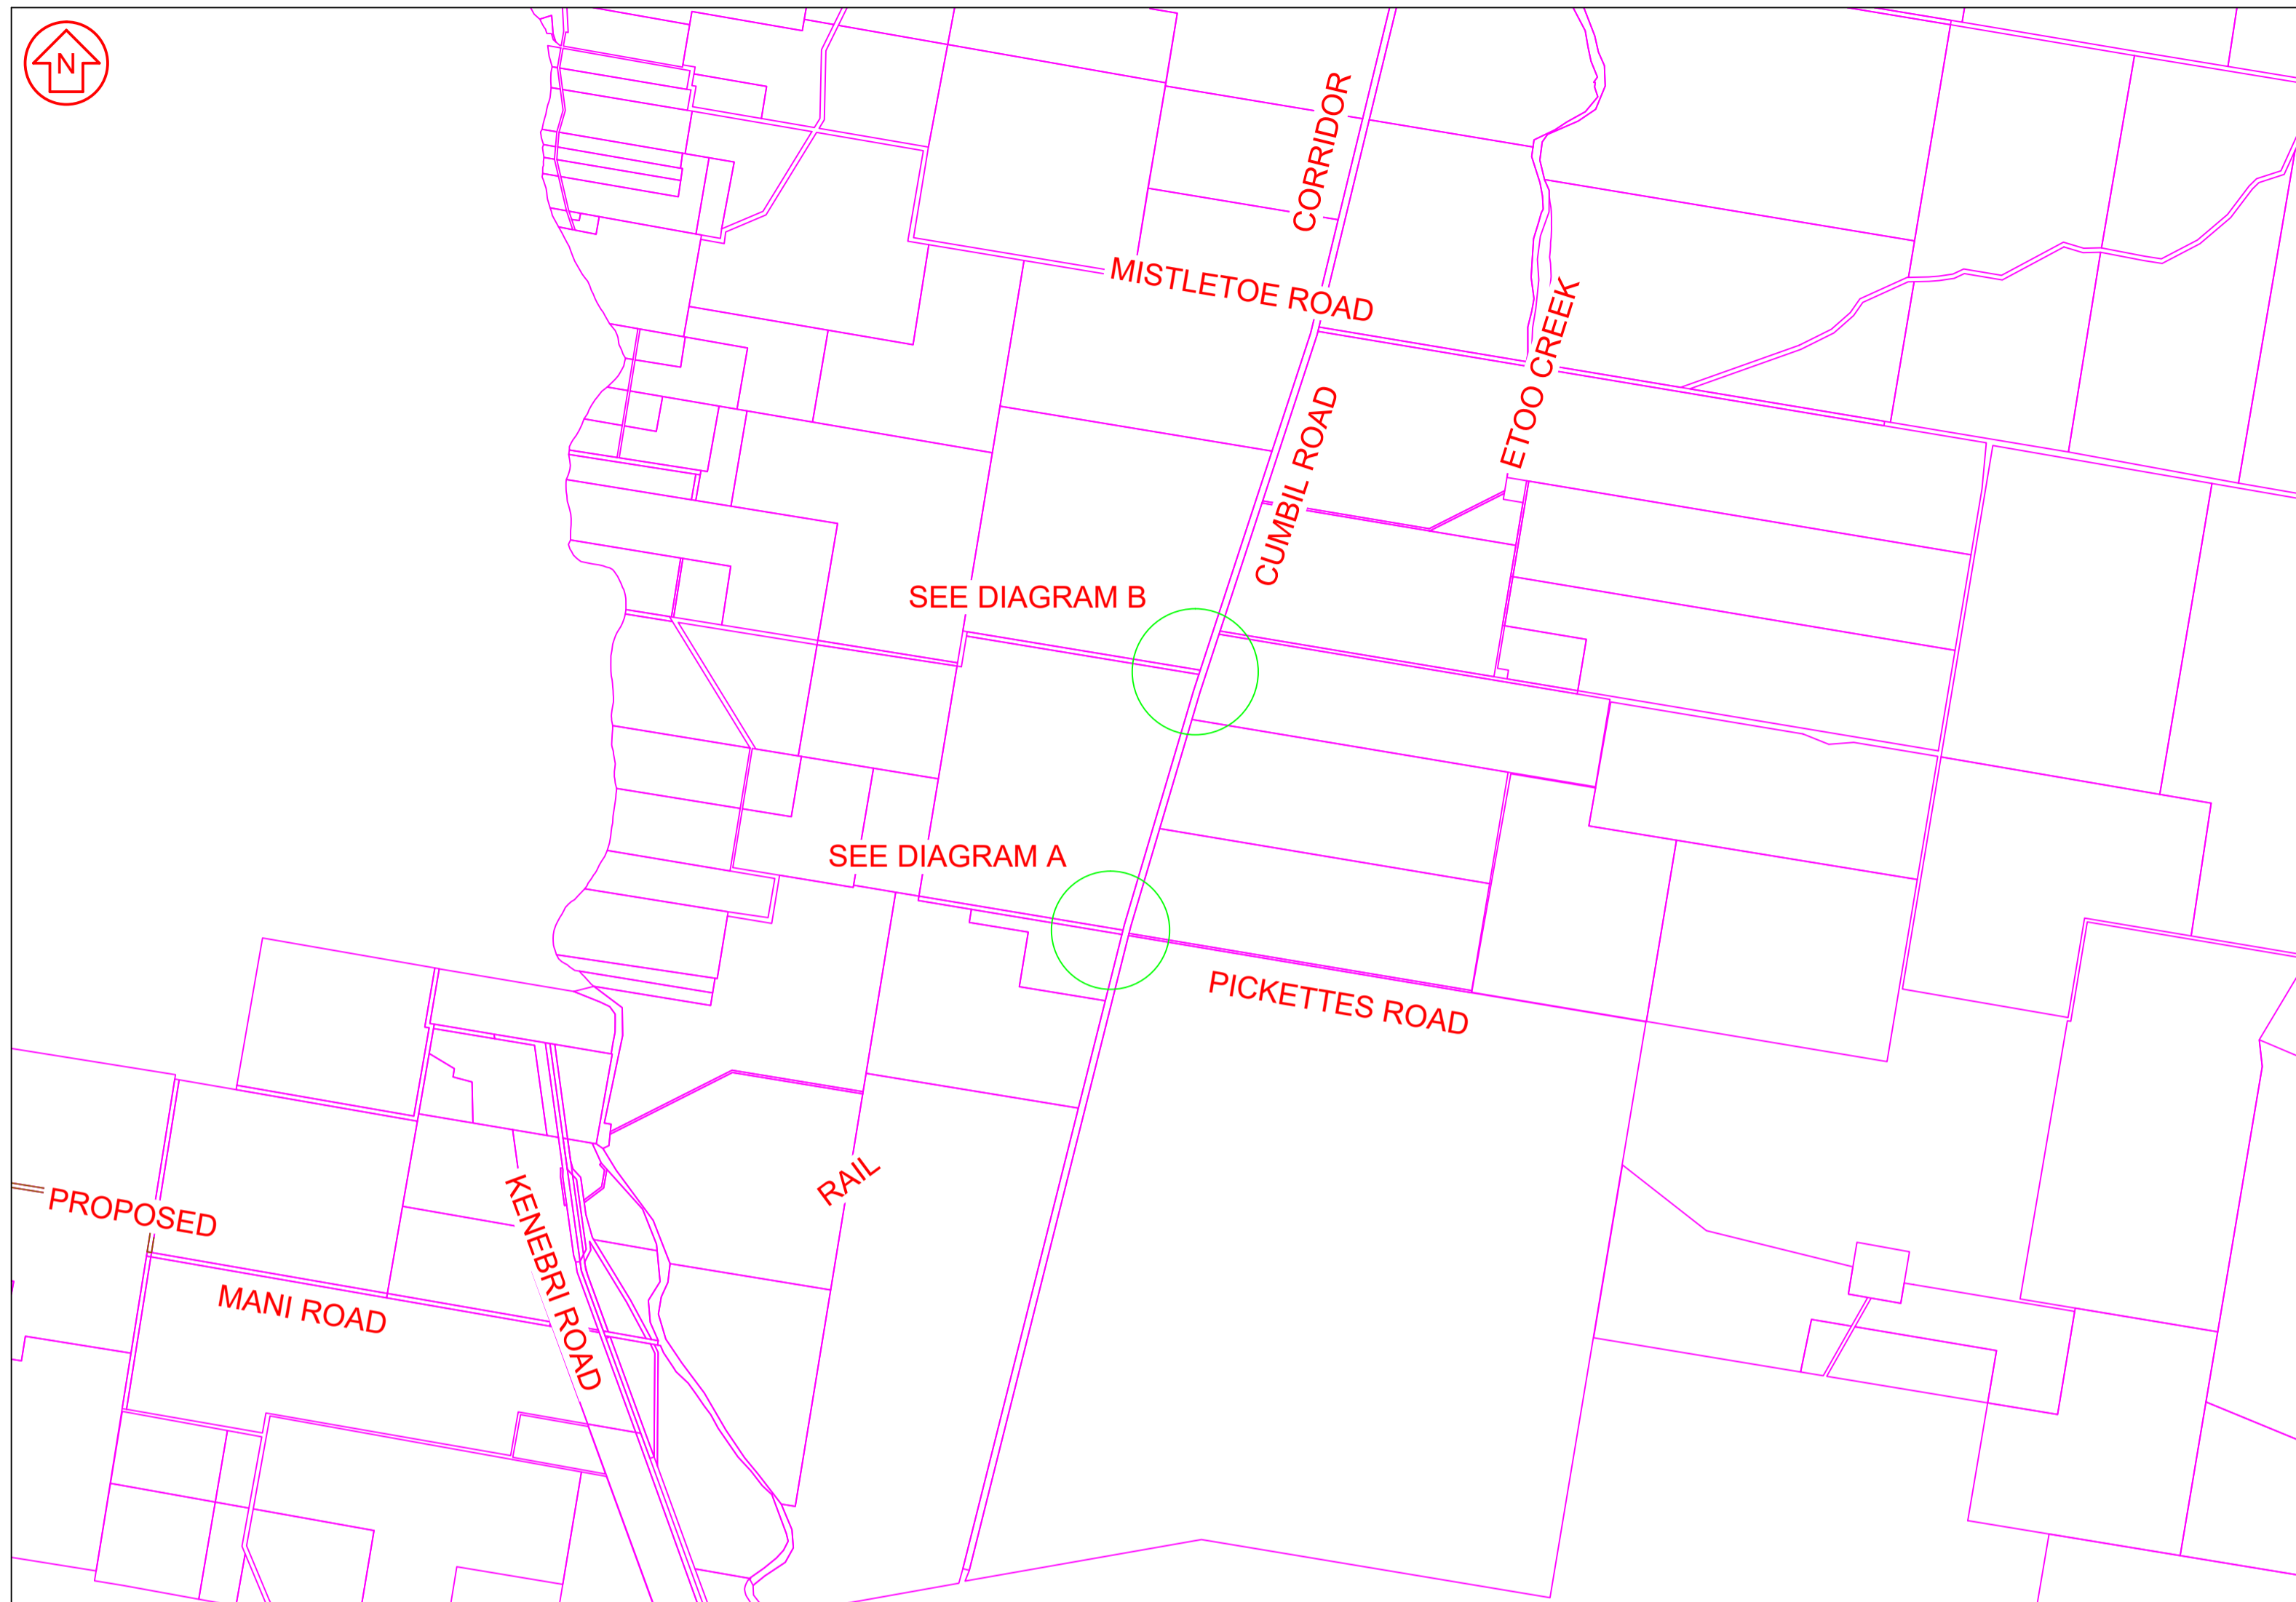 N
CORRIDOR
MISTLETOE ROAD
ETOO CREEK
CUMBIL ROAD
SEE DIAGRAM B
SEE DIAGRAM A
PICKETTES ROAD
RAIL
PROPOSED
KENEBRI ROAD
MANI ROAD